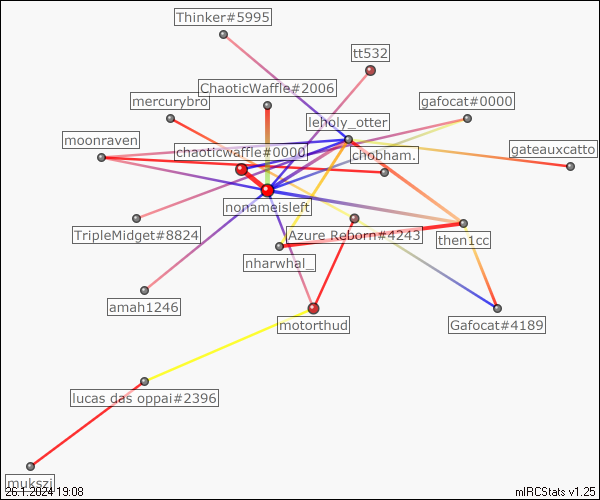 Thinker#5995
tt532
ChaoticWaffle#2006
mercurybro
gafocat#0000
leholy_otter
moonraven
chaoticwaffle#0000
chobham.
gateauxcatto
nonameisleft
TripleMidget#8824
Azure Reborn#4243
then1cc
nharwhal_
amah1246
motorthud
Gafocat#4189
lucas das oppai#2396
mukszi
26.1.2024 19:08
mIRCStats v1.25